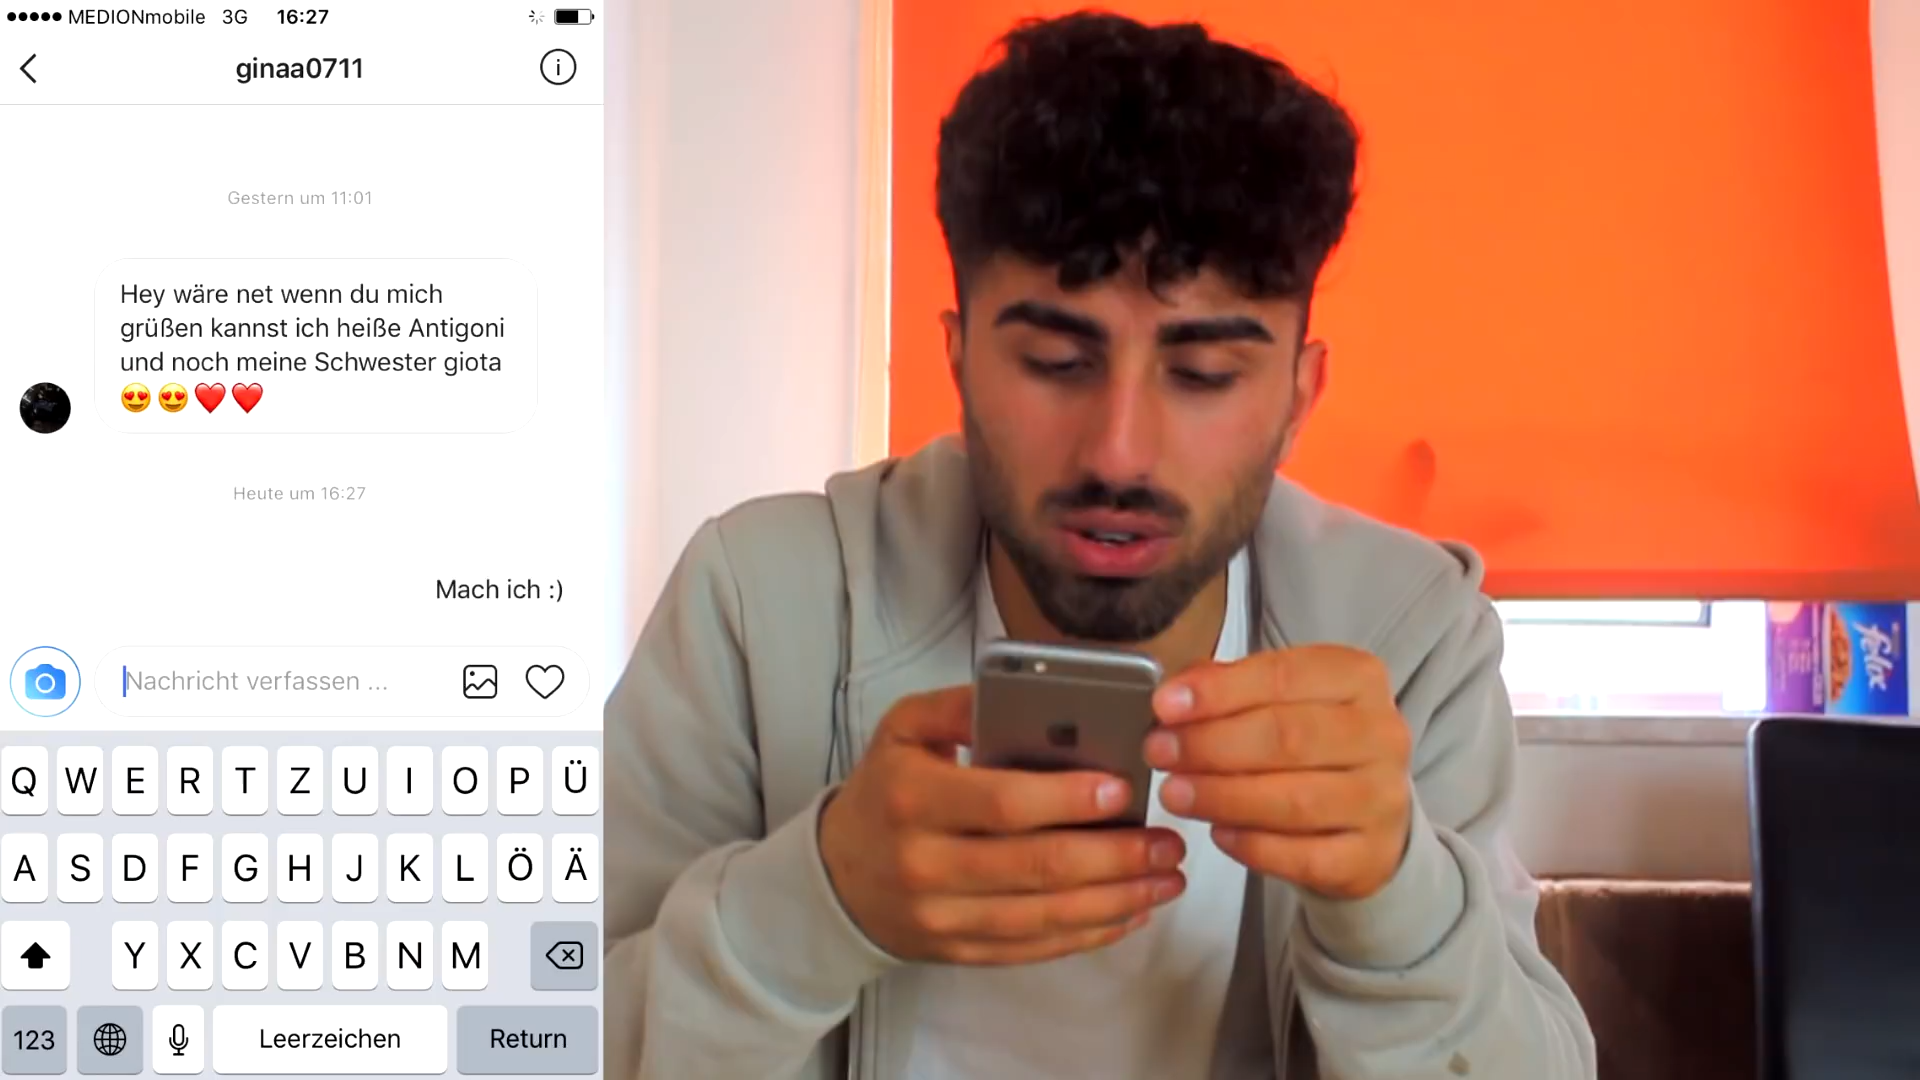 MEDIONmobile 3G 16:27
ginaa0711
Gestern um 11:01
Hey wäre net wenn du mich
grüßen kannst ich heiße Antigoni
und noch meine Schwester giota
😍😍❤️❤️
Heute um 16:27
Mach ich :)
Nachricht verfassen ...
Q W E R T Z U I O P Ü
A S D F G H J K L Ö Ä
Y X C V B N M
123 Leerzeichen Return
felix